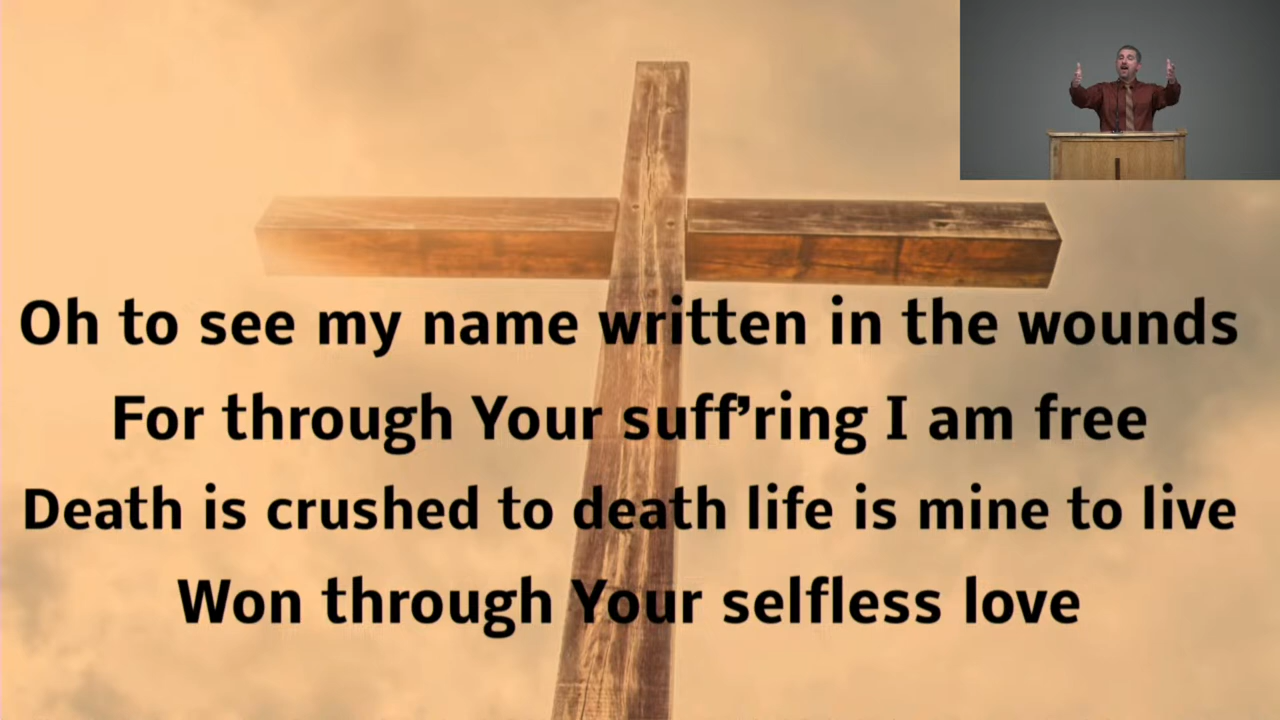 Oh to see my name written in the wounds
For through Your suff’ring I am free
Death is crushed to death life is mine to live
Won through Your selfless love